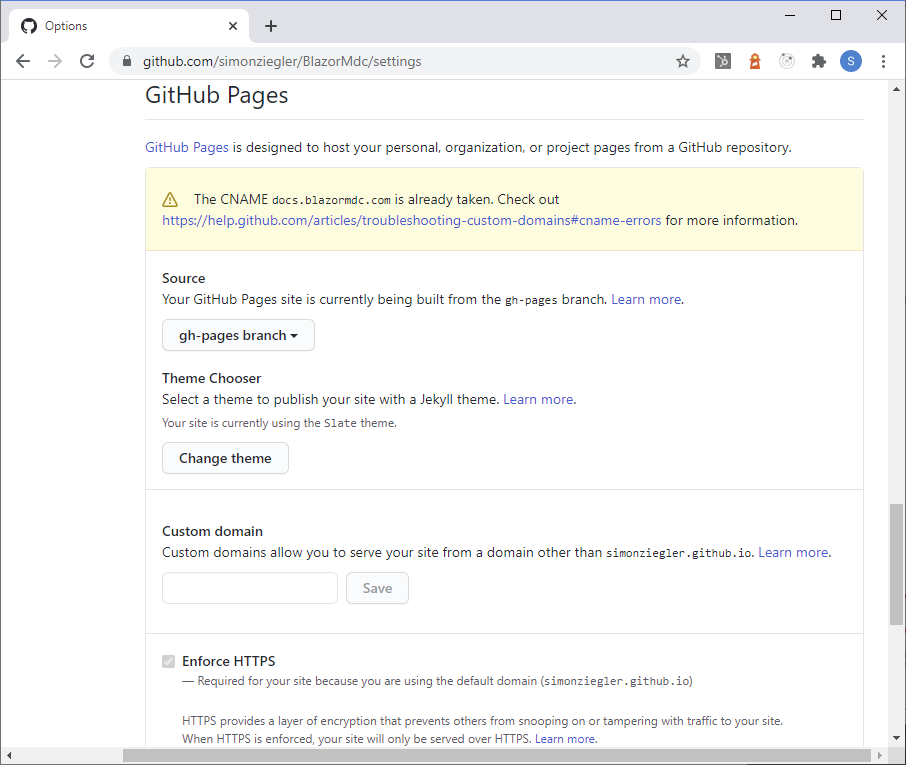 Options
github.com/simonziegler/BlazorMdc/settings
S
GitHub Pages
GitHub Pages is designed to host your personal, organization, or project pages from a GitHub repository.
The CNAME docs.blazormdc.com is already taken. Check out
https://help.github.com/articles/troubleshooting-custom-domains#cname-errors for more information.
Source
Your GitHub Pages site is currently being built from the gh-pages branch. Learn more.
gh-pages branch
Theme Chooser
Select a theme to publish your site with a Jekyll theme. Learn more.
Your site is currently using the Slate theme.
Change theme
Custom domain
Custom domains allow you to serve your site from a domain other than simonziegler.github.io. Learn more.
Save
Enforce HTTPS
— Required for your site because you are using the default domain (simonziegler.github.io)
HTTPS provides a layer of encryption that prevents others from snooping on or tampering with traffic to your site.
When HTTPS is enforced, your site will only be served over HTTPS. Learn more.